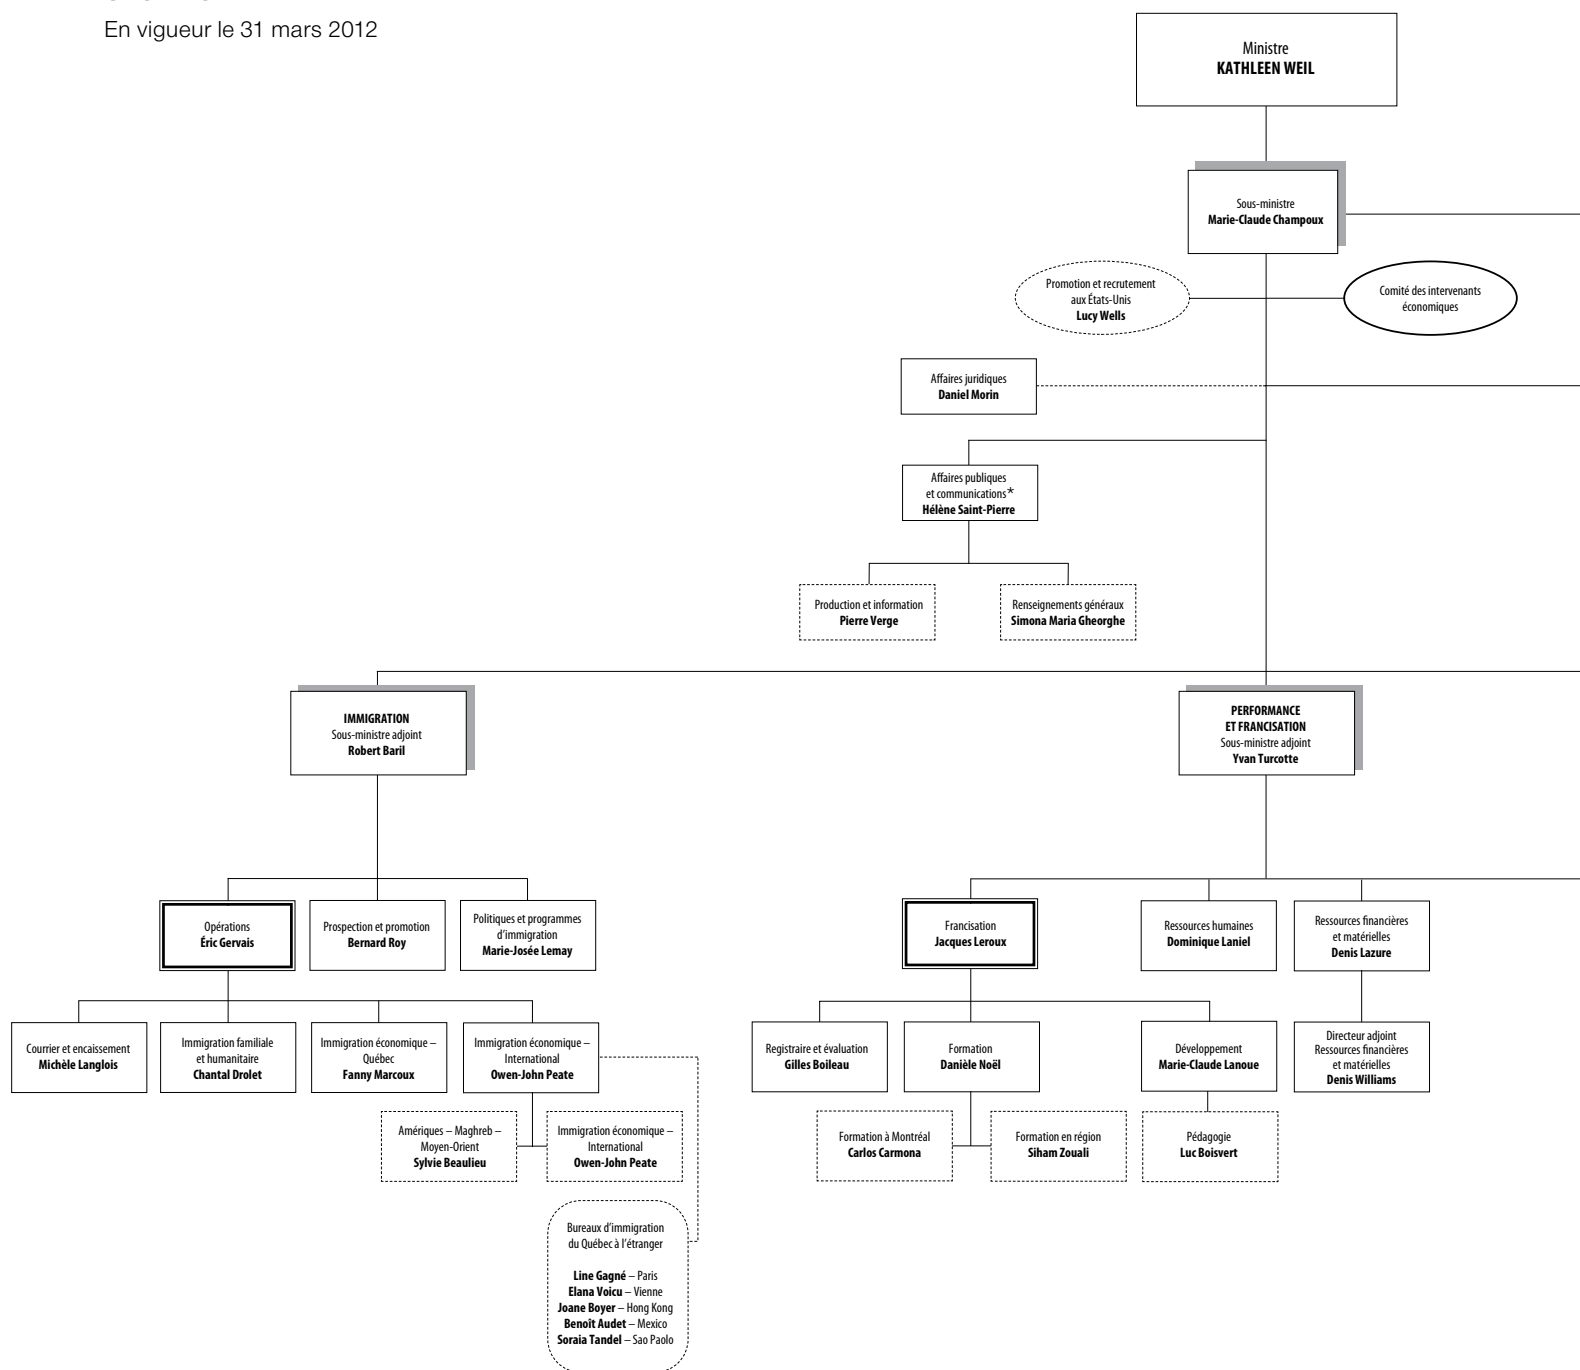 En vigueur le 31 mars 2012
Ministre
KATHLEEN WEIL
Sous-ministre
Marie-Claude Champoux
Promotion et recrutement
aux États-Unis
Lucy Wells
Comité des intervenants
économiques
Affaires juridiques
Daniel Morin
Affaires publiques
et communications*
Hélène Saint-Pierre
Production et information
Pierre Verge
Renseignements généraux
Simona Maria Gheorghe
IMMIGRATION
Sous-ministre adjoint
Robert Baril
PERFORMANCE
ET FRANCISATION
Sous-ministre adjoint
Yvan Turcotte
Opérations
Éric Gervais
Prospection et promotion
Bernard Roy
Politiques et programmes
d'immigration
Marie-Josée Lemay
Francisation
Jacques Leroux
Ressources humaines
Dominique Laniel
Ressources financières
et matérielles
Denis Lazure
Courrier et encaissement
Michèle Langlois
Immigration familiale
et humanitaire
Chantal Drolet
Immigration économique –
Québec
Fanny Marcoux
Immigration économique –
International
Owen-John Peate
Registraire et évaluation
Gilles Boileau
Formation
Danièle Noël
Développement
Marie-Claude Lanoue
Directeur adjoint
Ressources financières
et matérielles
Denis Williams
Amériques – Maghreb –
Moyen-Orient
Sylvie Beaulieu
Immigration économique –
International
Owen-John Peate
Formation à Montréal
Carlos Carmona
Formation en région
Siham Zouali
Pédagogie
Luc Boisvert
Bureaux d'immigration
du Québec à l'étranger
Line Gagné – Paris
Elana Voicu – Vienne
Joane Boyer – Hong Kong
Benoît Audet – Mexico
Soraia Tandel – Sao Paolo